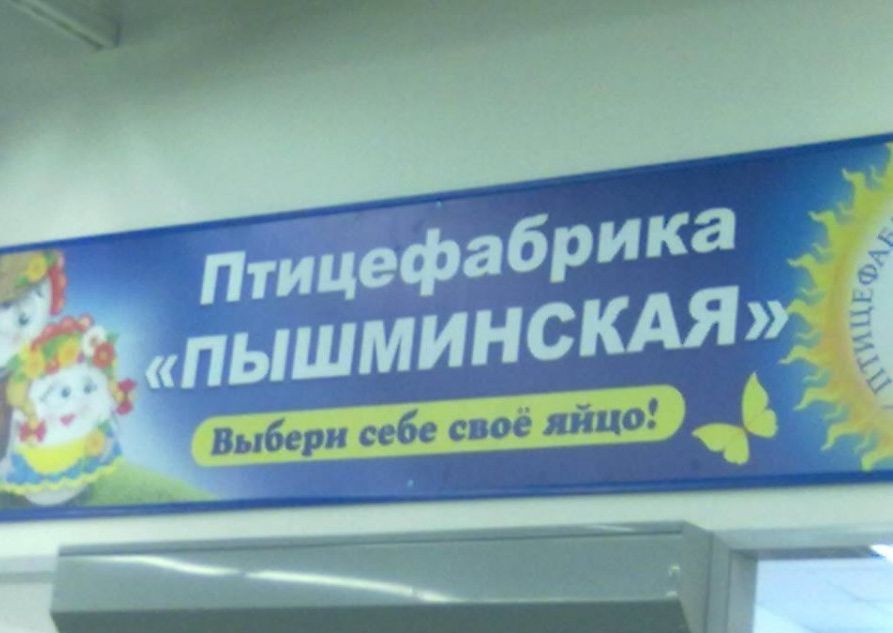 Птицефабрика
«ПЫШМИНСКАЯ»
Выбери себе своё яйцо!